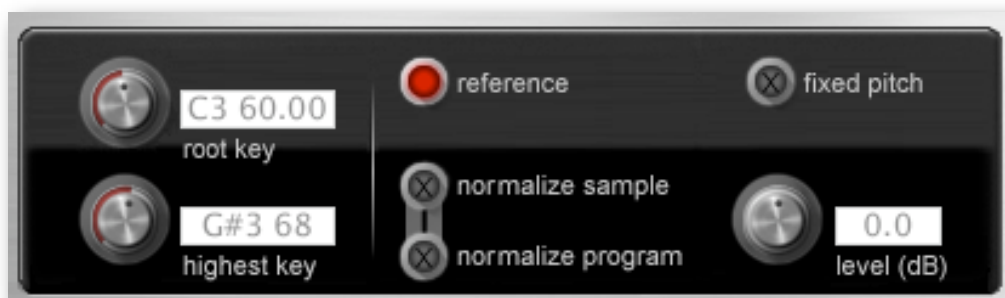 C3 60.00
root key
G#3 68
highest key
reference
fixed pitch
normalize sample
normalize program
0.0
level (dB)